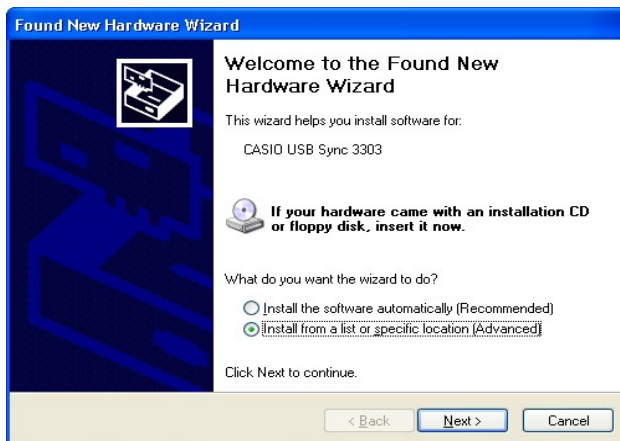 Found New Hardware Wizard
Welcome to the Found New
Hardware Wizard
This wizard helps you install software for:
CASIO USB Sync 3303
If your hardware came with an installation CD
or floppy disk, insert it now.
What do you want the wizard to do?
Install the software automatically (Recommended)
Install from a list or specific location (Advanced)
Click Next to continue.
< Back Next > Cancel